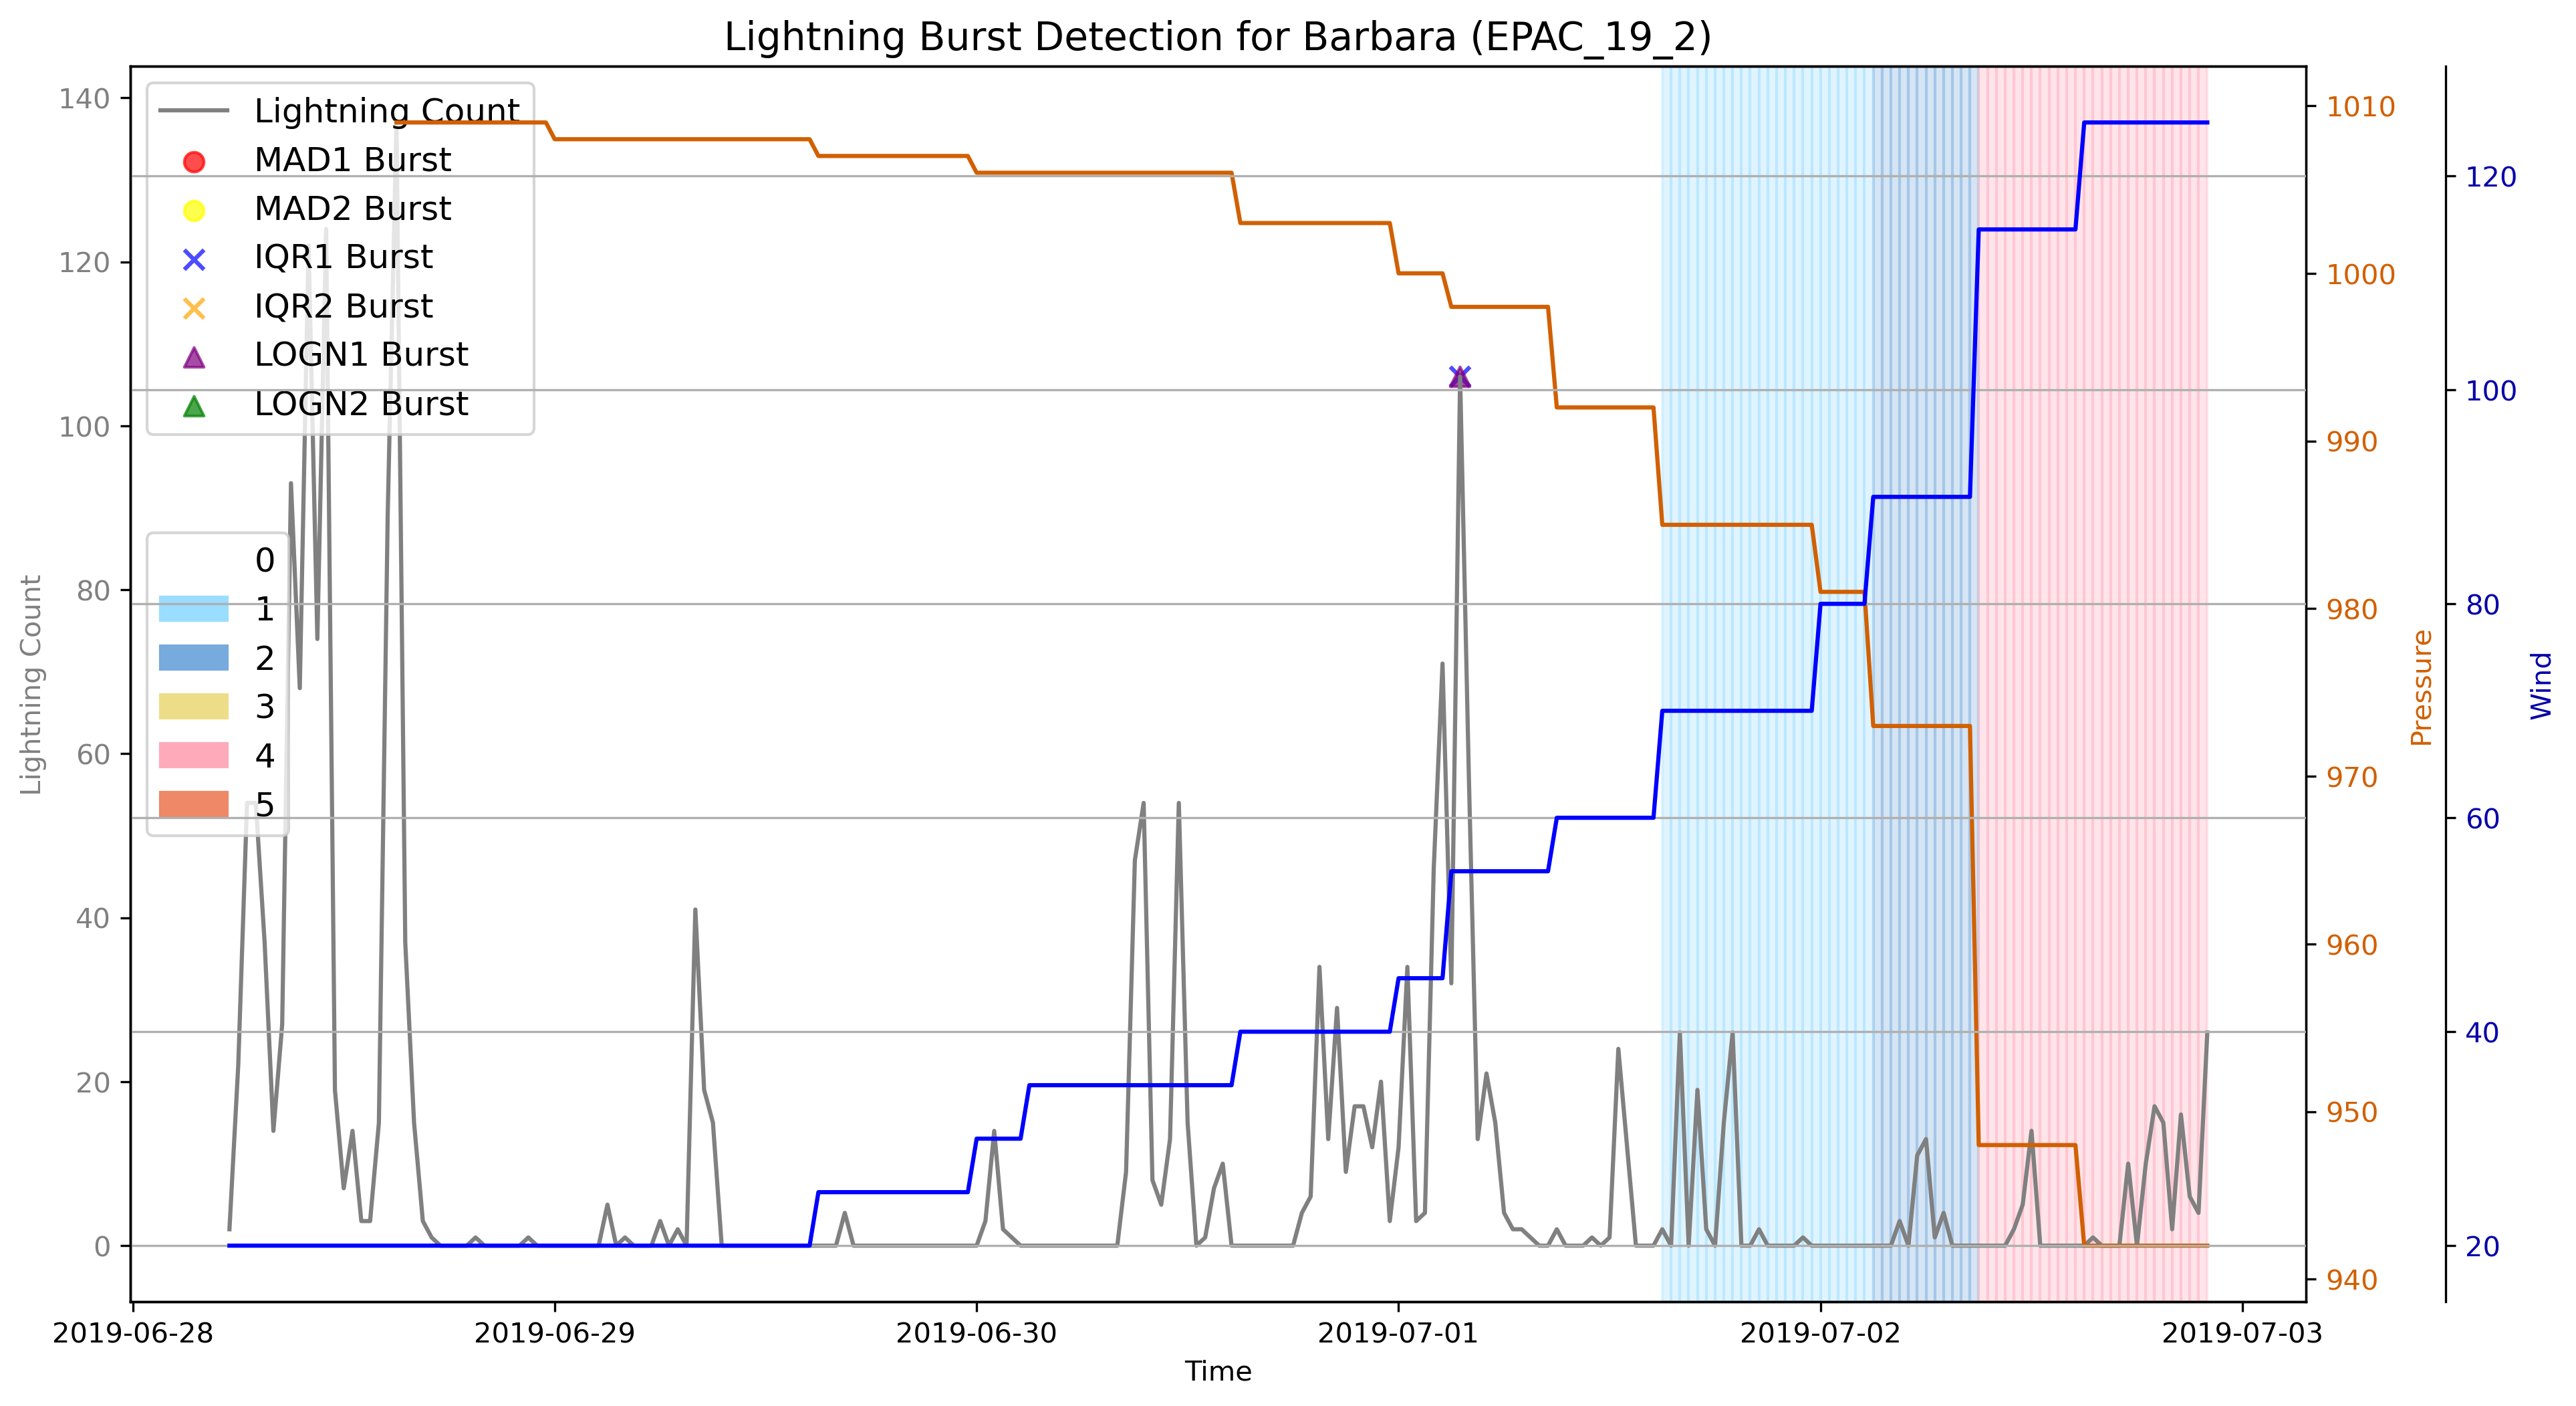 Lightning Burst Detection for Barbara (EPAC_19_2)
Lightning Count
MAD1 Burst
MAD2 Burst
IQR1 Burst
IQR2 Burst
LOGN1 Burst
LOGN2 Burst
0
1
2
3
4
5
140
120
100
80
60
40
20
0
Lightning Count
1010
1000
990
980
970
960
950
940
Pressure
120
100
80
60
40
20
Wind
2019-06-28
2019-06-29
2019-06-30
2019-07-01
2019-07-02
2019-07-03
Time